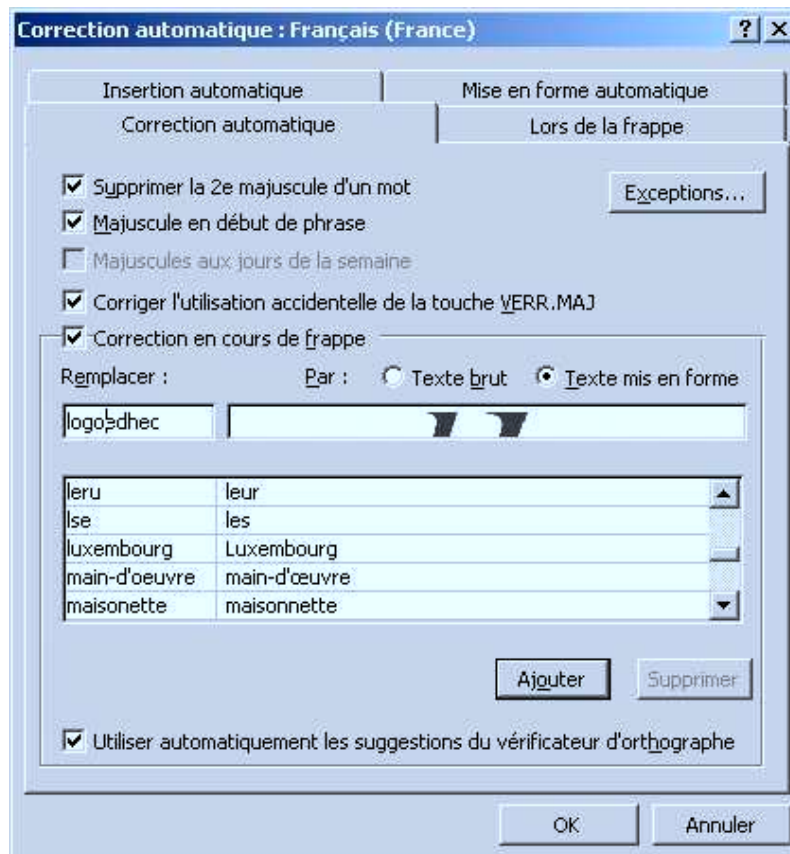 Correction automatique : Français (France)
Insertion automatique
Mise en forme automatique
Correction automatique
Lors de la frappe
Supprimer la 2e majuscule d'un mot
Exceptions...
Majuscule en début de phrase
Majuscules aux jours de la semaine
Corriger l'utilisation accidentelle de la touche VERR.MAJ
Correction en cours de frappe
Remplacer : Par : Texte brut Texte mis en forme
logoedhec
leru leur
lse les
luxembourg Luxembourg
main-d'oeuvre main-d'œuvre
maisonette maisonnette
Ajouter Supprimer
Utiliser automatiquement les suggestions du vérificateur d'orthographe
OK Annuler